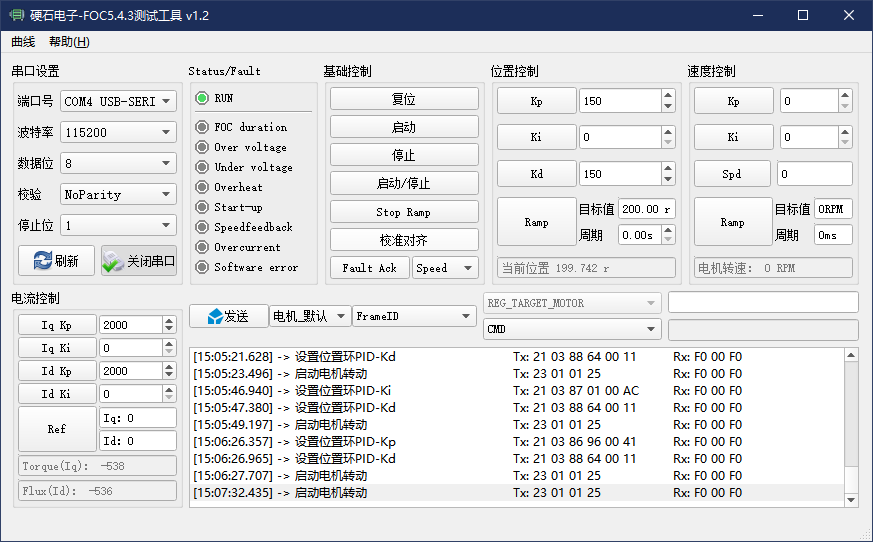 硬石电子-FOC5.4.3测试工具 v1.2
曲线 帮助(H)
串口设置
端口号 COM4 USB-SERI
波特率 115200
数据位 8
校验 NoParity
停止位 1
刷新 关闭串口
Status/Fault
RUN
FOC duration
Over voltage
Under voltage
Overheat
Start-up
Speedfeedback
Overcurrent
Software error
基础控制
复位
启动
停止
启动/停止
Stop Ramp
校准对齐
Fault Ack Speed
位置控制
Kp 150
Ki 0
Kd 150
Ramp 目标值 200.00 r
周期 0.00s
当前位置 199.742 r
速度控制
Kp 0
Ki 0
Spd 0
Ramp 目标值 0RPM
周期 0ms
电机转速: 0 RPM
电流控制
Iq Kp 2000
Iq Ki 0
Id Kp 2000
Id Ki 0
Ref Iq: 0
Id: 0
Torque(Iq): -538
Flux(Id): -536
发送 电机_默认 FrameID
REG_TARGET_MOTOR
CMD
[15:05:21.628] -> 设置位置环PID-Kd Tx: 21 03 88 64 00 11 Rx: F0 00 F0
[15:05:23.496] -> 启动电机转动 Tx: 23 01 01 25 Rx: F0 00 F0
[15:05:46.940] -> 设置位置环PID-Ki Tx: 21 03 87 01 00 AC Rx: F0 00 F0
[15:05:47.380] -> 设置位置环PID-Kd Tx: 21 03 88 64 00 11 Rx: F0 00 F0
[15:05:49.197] -> 启动电机转动 Tx: 23 01 01 25 Rx: F0 00 F0
[15:06:26.357] -> 设置位置环PID-Kp Tx: 21 03 86 96 00 41 Rx: F0 00 F0
[15:06:26.965] -> 设置位置环PID-Kd Tx: 21 03 88 64 00 11 Rx: F0 00 F0
[15:06:27.707] -> 启动电机转动 Tx: 23 01 01 25 Rx: F0 00 F0
[15:07:32.435] -> 启动电机转动 Tx: 23 01 01 25 Rx: F0 00 F0